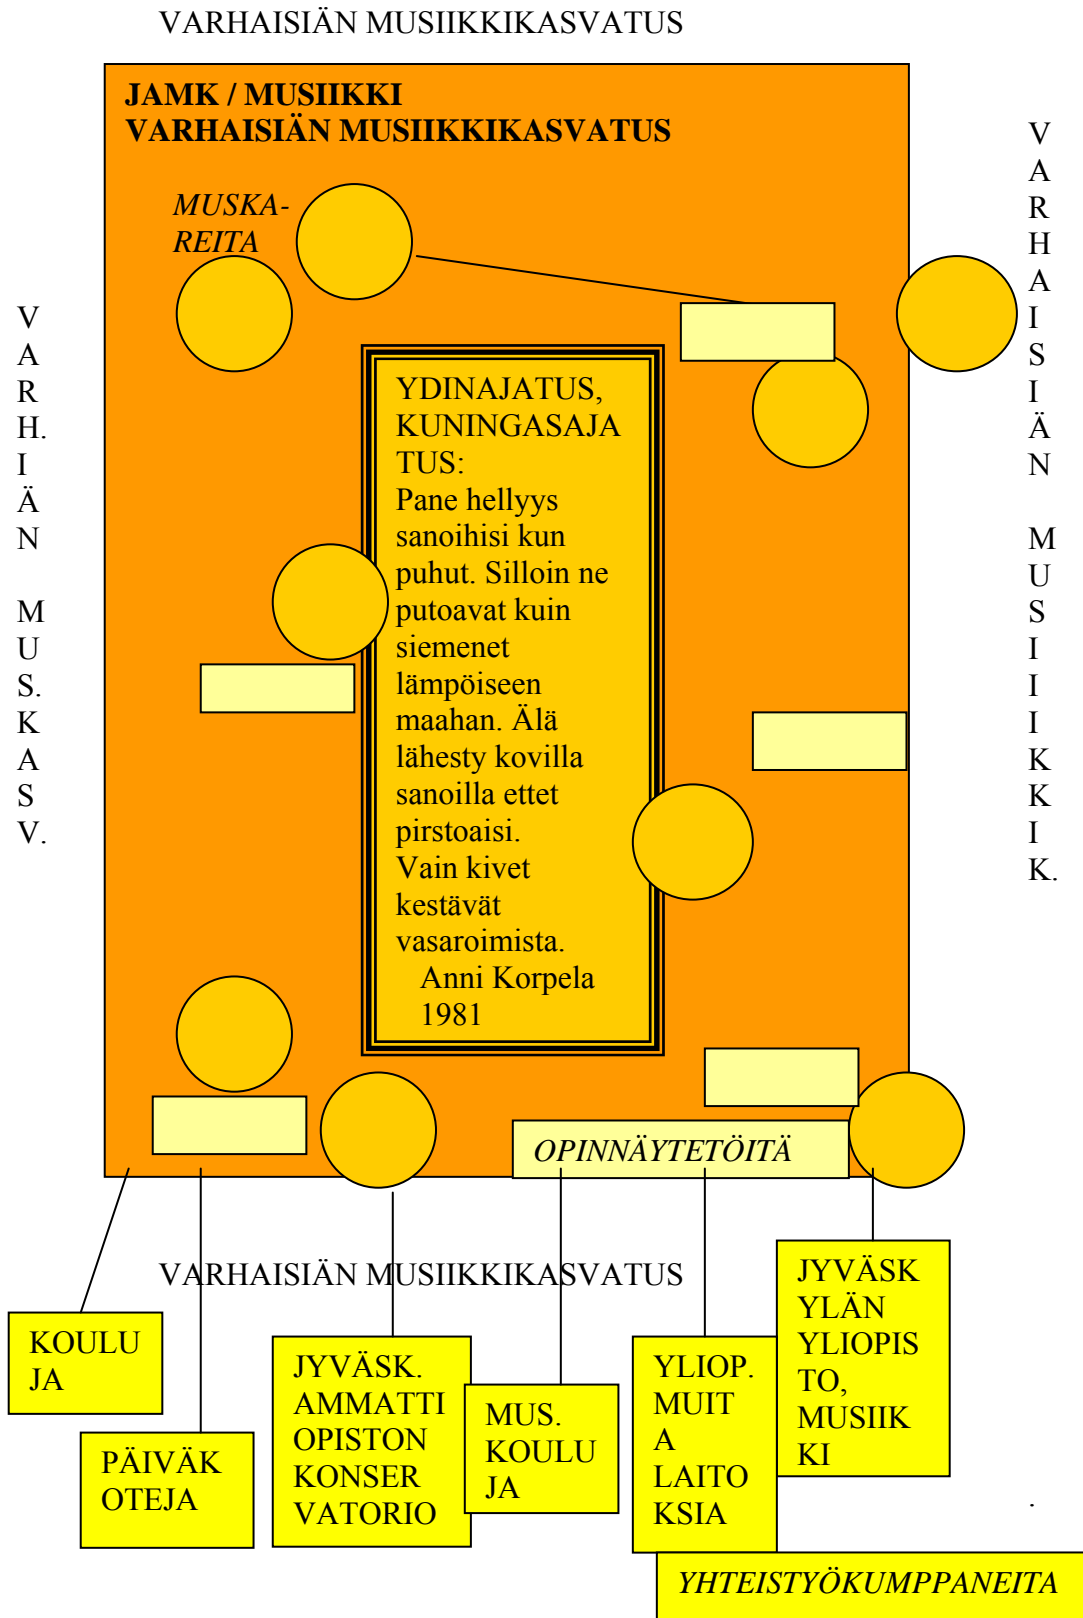 VARHAISIÄN MUSIIKKIKASVATUS
JAMK / MUSIIKKI
VARHAISIÄN MUSIIKKIKASVATUS
MUSKA-
REITA
V
A
R
H.
I
Ä
N
M
U
S.
K
A
S
V.
YDINAJATUS,
KUNINGASAJA
TUS:
Pane hellyys
sanoihisi kun
puhut. Silloin ne
putoavat kuin
siemenet
lämpöiseen
maahan. Älä
lähesty kovilla
sanoilla ettet
pirstoaisi.
Vain kivet
kestävät
vasaroimista.
Anni Korpela
1981
V
A
R
H
A
I
S
I
Ä
N
M
U
S
I
I
I
K
K
I
K.
OPINNÄYTETÖITÄ
VARHAISIÄN MUSIIKKIKASVATUS
KOULU
JA
PÄIVÄK
OTEJA
JYVÄSK.
AMMATTI
OPISTON
KONSER
VATORIO
MUS.
KOULU
JA
YLIOP.
MUIT
A
LAITO
KSIA
JYVÄSK
YLÄN
YLIOPIS
TO,
MUSIIK
KI
.
YHTEISTYÖKUMPPANEITA